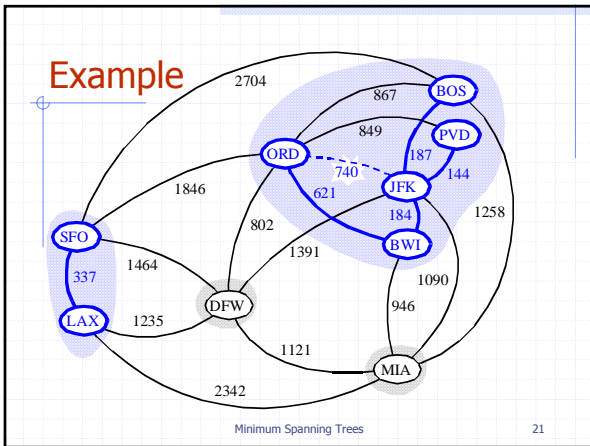 Example
2704
867
BOS
849
PVD
ORD
187
740
144
JFK
1846
621
184
1258
SFO
802
BWI
1464
1391
337
1090
DFW
946
LAX
1235
1121
MIA
2342
Minimum Spanning Trees
21